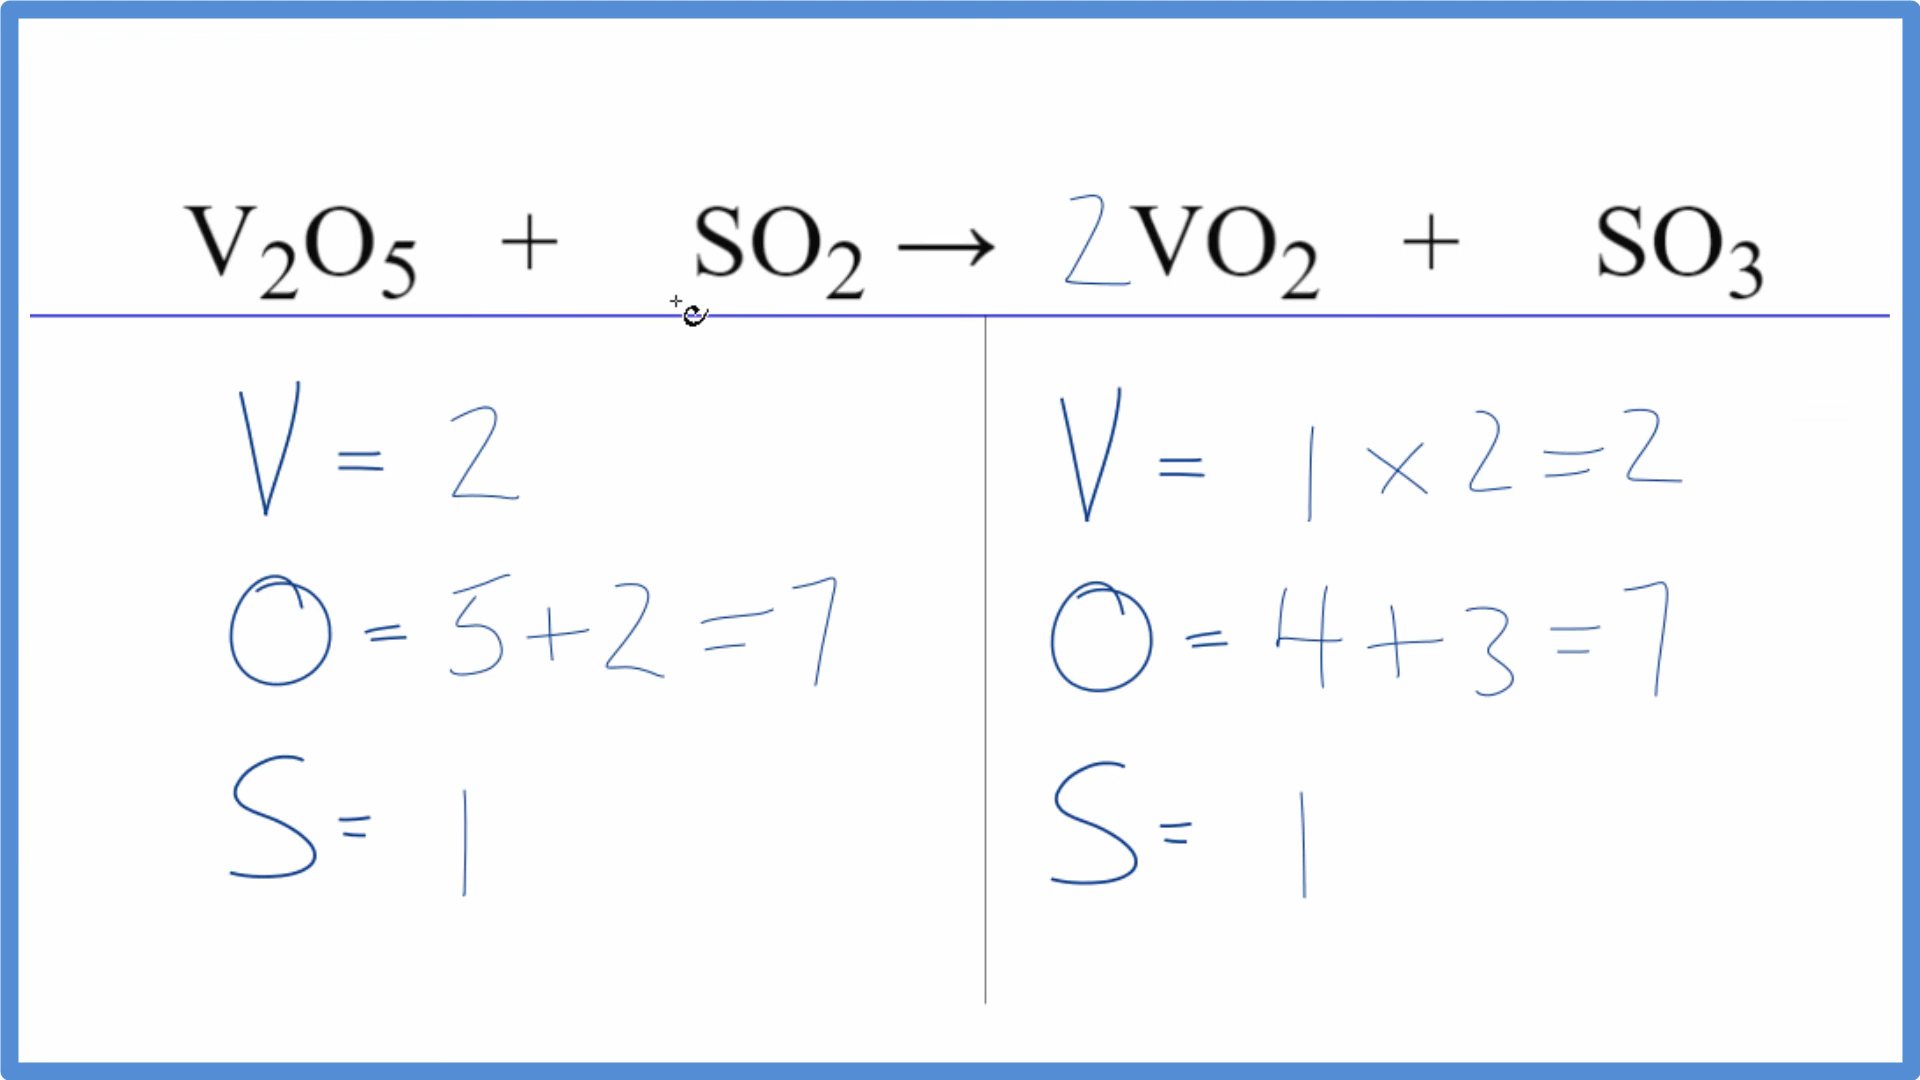 V₂O₅ + SO₂ → 2VO₂ + SO₃
V = 2
O = 5+2=7
S = 1
V = 1 × 2 = 2
O = 4+3=7
S = 1